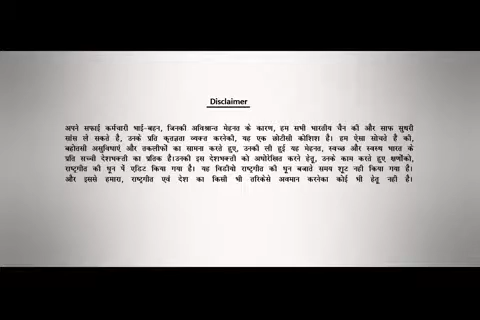 Disclaimer
अपने सफाई कर्मचारी भाई-बहन, जिनकी अविश्रान्त मेहनत के कारण, हम सभी भारतीय चैन की और साफ सुथरी
सांस ले सकते है, उनके प्रति कृतज्ञता व्यक्त करनेकी, यह एक छोटीसी कोशिश है। हम ऐसा सोचते है की,
बहोतसी असुविधाएं और तकलीफों का सामना करते हुए, उनकी ली हुई यह मेहनत, स्वच्छ और स्वस्थ भारत के
प्रति सच्ची देशभक्ती का प्रतिक है।उनकी इस देशभक्ती को अधोरेखित करने हेतू, उनके काम करते हुए क्षणोंको,
राष्ट्रगीत की धून पें एडिट किया गया है। यह विडीयो राष्ट्रगीत की धून बजाते समय शूट नही किया गया है।
और इससे हमारा, राष्ट्रगीत एवं देश का किसी भी तरिकेसे अवमान करनेका कोई भी हेतू नही है।